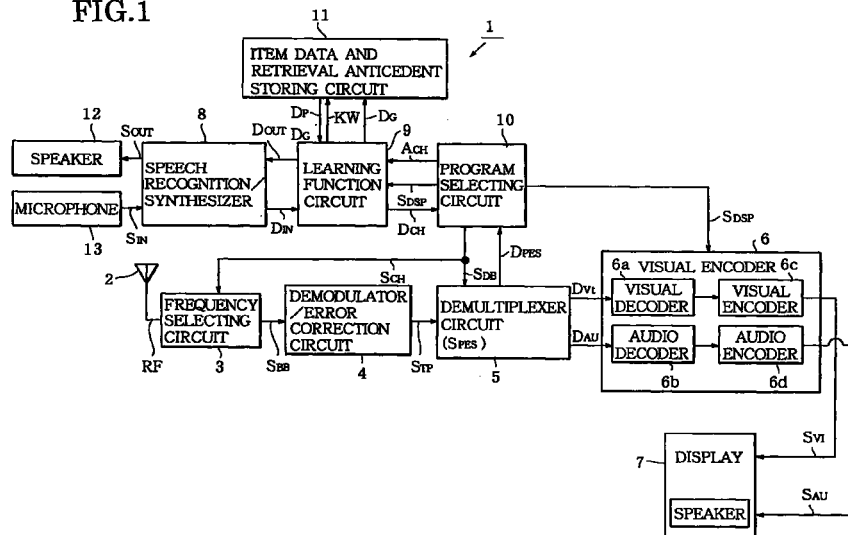 FIG.1
11
1
ITEM DATA AND
RETRIEVAL ANTICEDENT
STORING CIRCUIT
DP
DG
KW
DG
12
SPEAKER
SOUT
8
SPEECH
RECOGNITION/
SYNTHESIZER
DOUT
DIN
9
LEARNING
FUNCTION
CIRCUIT
ACH
SDSP
DCH
10
PROGRAM
SELECTING
CIRCUIT
MICROPHONE
13
SIN
SDSP
2
SCH
SDB
DPES
RF
FREQUENCY
SELECTING
CIRCUIT
3
SBB
DEMODULATOR
/ERROR
CORRECTION
CIRCUIT
4
STP
DEMULTIPLEXER
CIRCUIT
(SPES)
5
DVI
DAU
6
6a VISUAL ENCODER 6c
VISUAL
DECODER
VISUAL
ENCODER
AUDIO
DECODER
AUDIO
ENCODER
6b
6d
7
DISPLAY
SVI
SAU
SPEAKER